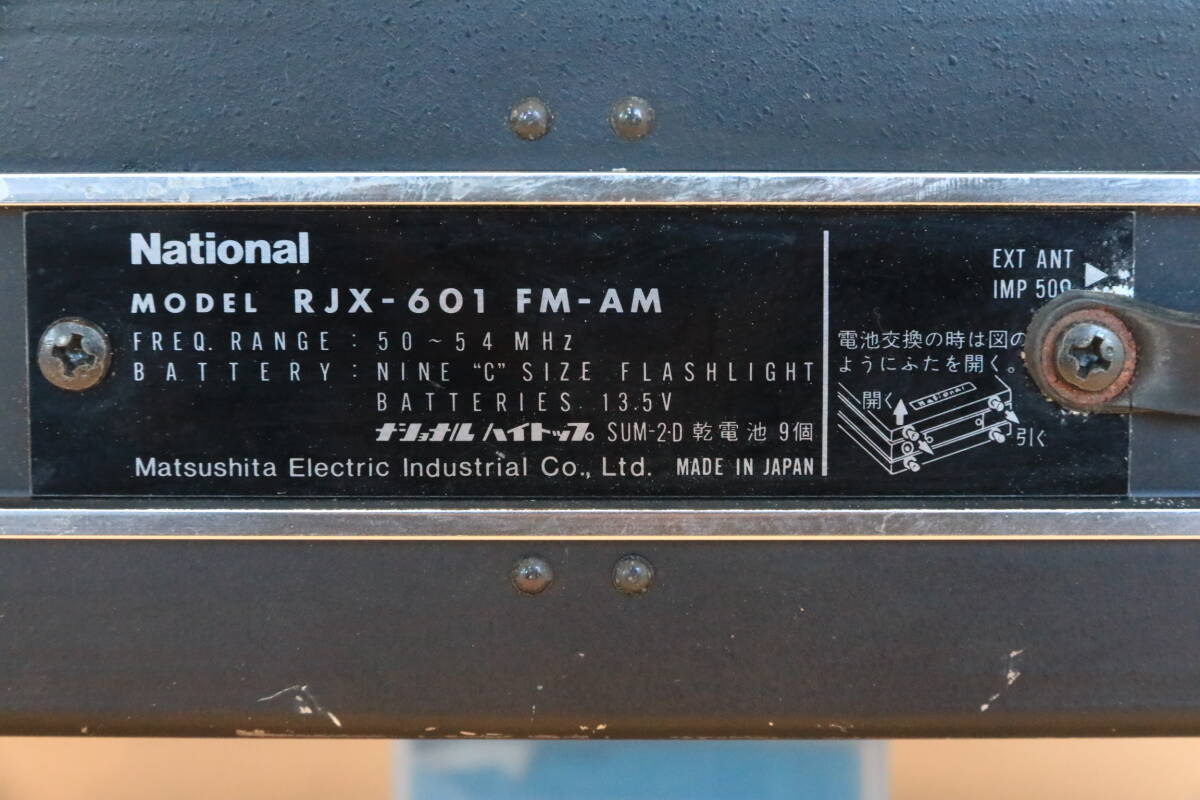 National
MODEL RJX-601 FM-AM
FREQ. RANGE : 50 ~ 54 MHz
BATTERY : NINE "C" SIZE FLASHLIGHT
BATTERIES 13.5V
ナショナル ハイトップ。 SUM-2·D 乾電池 9個
Matsushita Electric Industrial Co., Ltd. MADE IN JAPAN
EXT ANT
IMP 50Ω
電池交換の時は図の
ようにふたを開く。
開く
National
引く